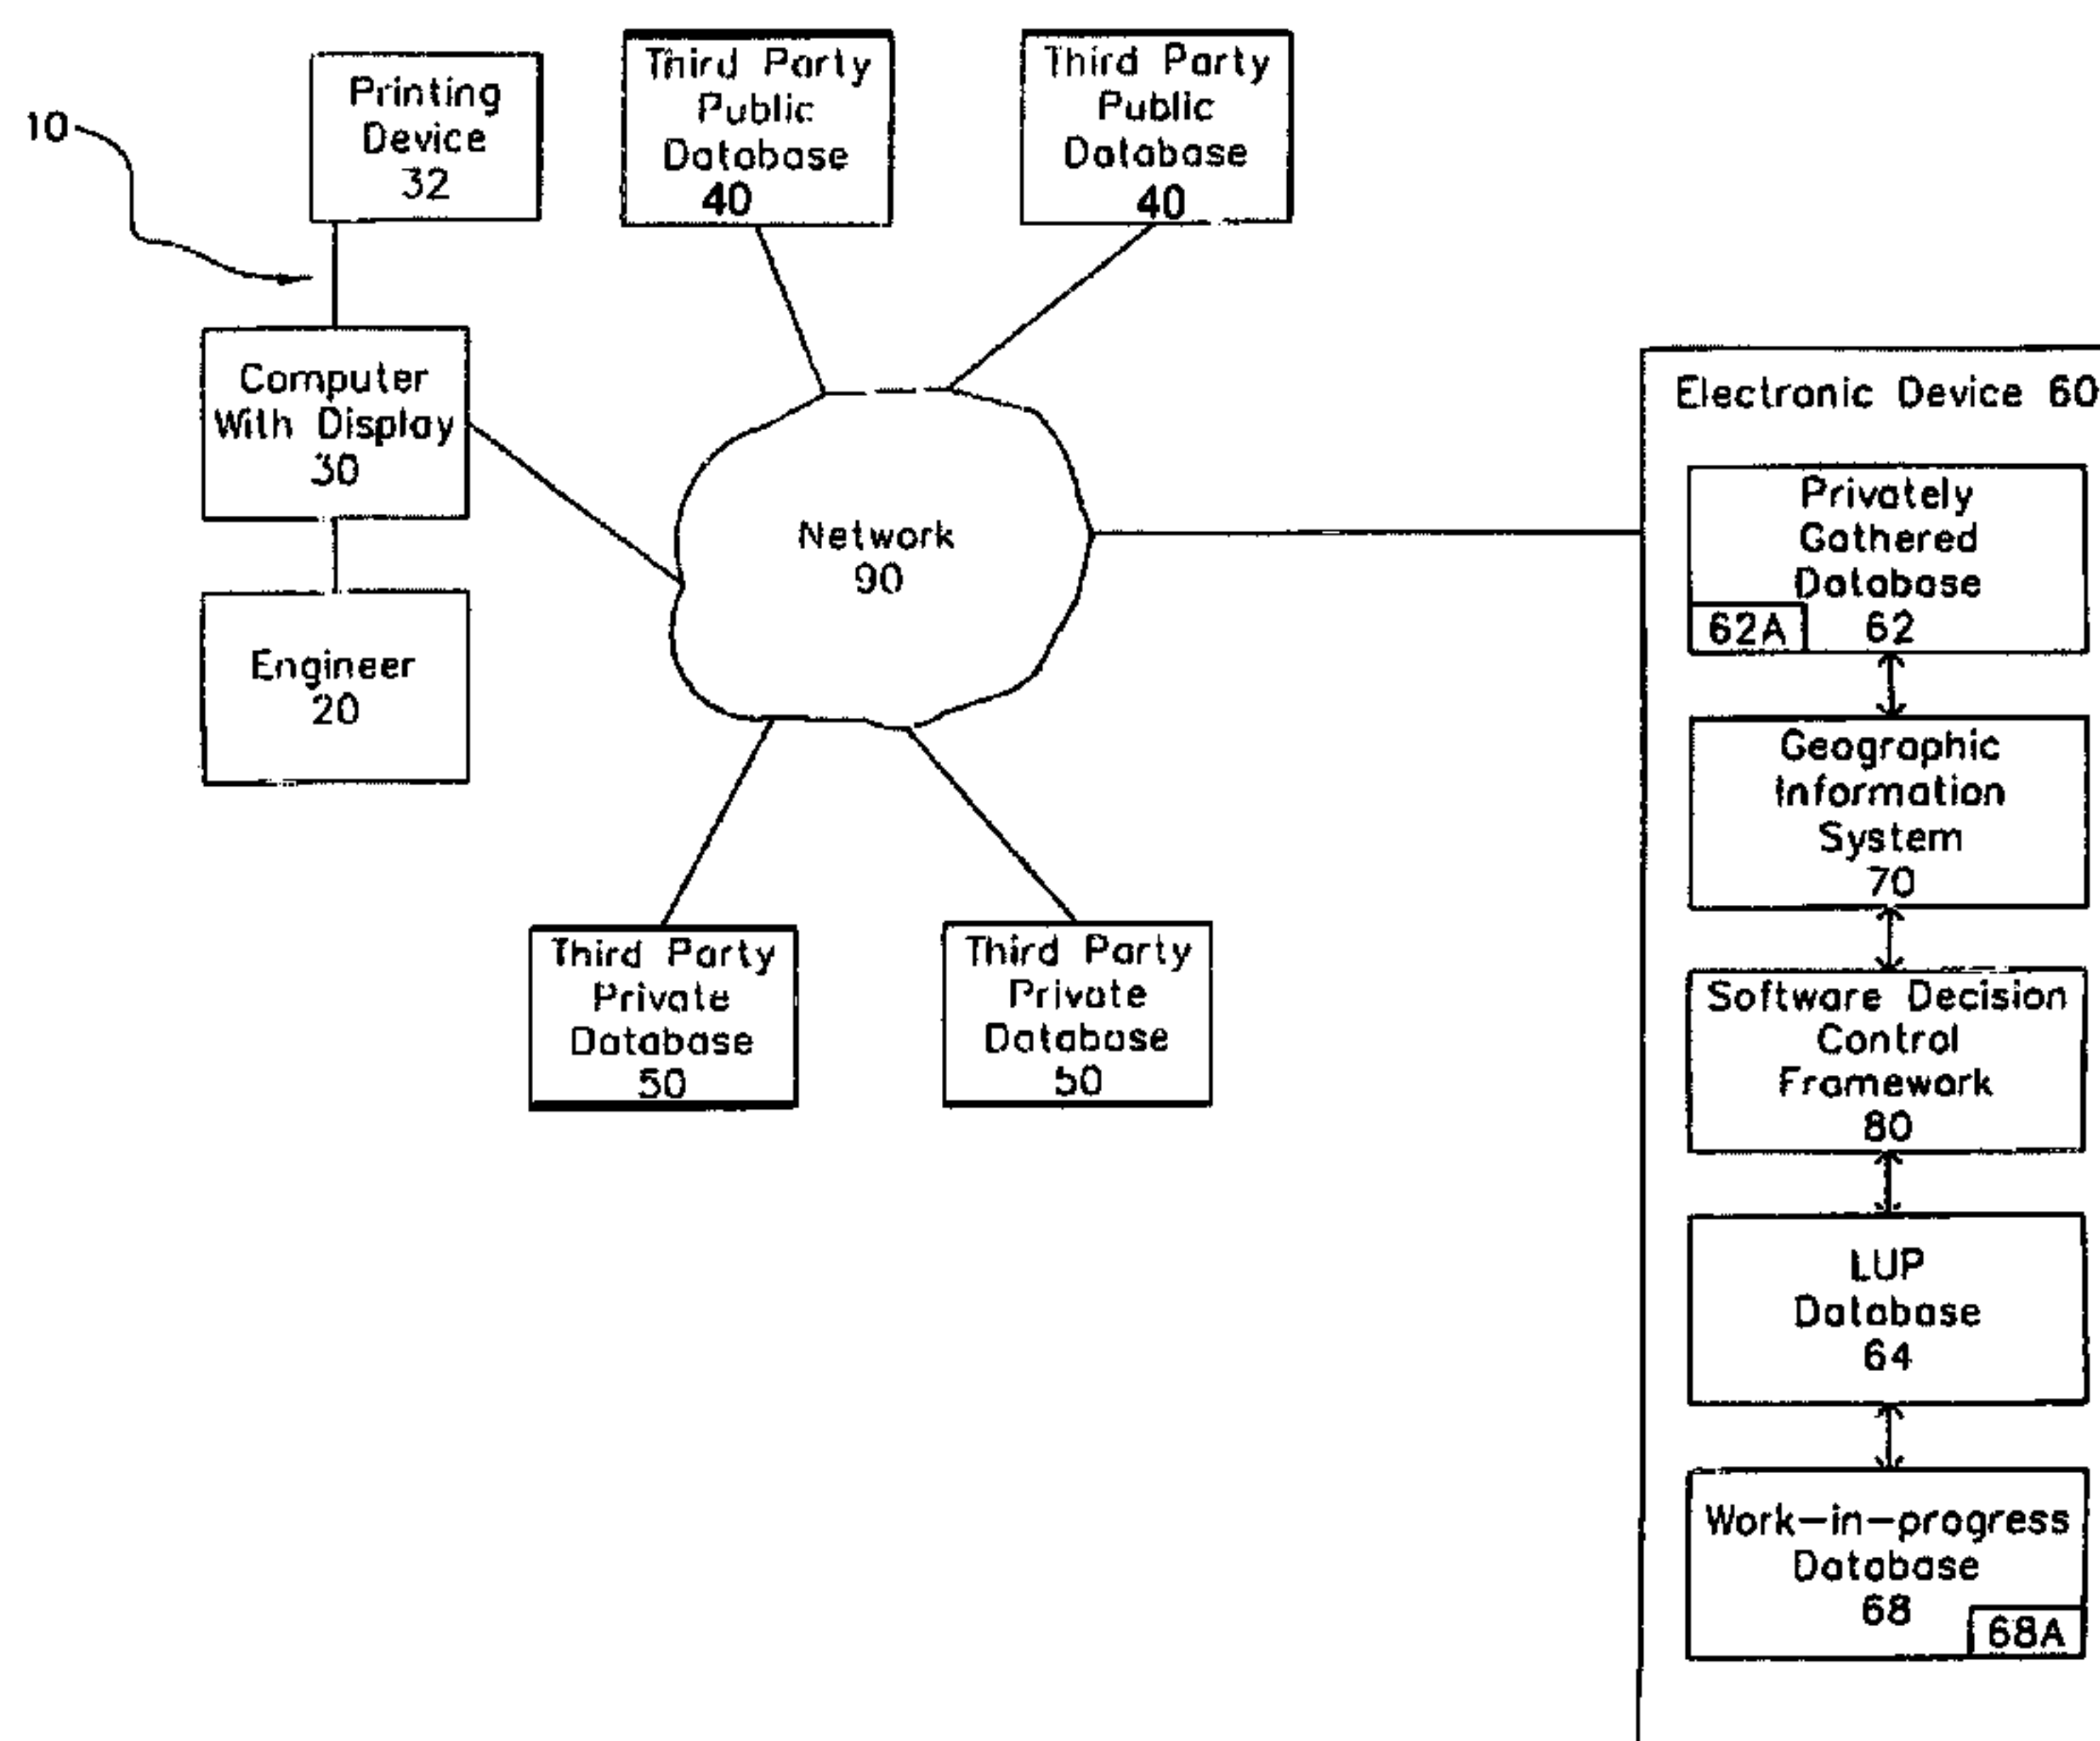 10
Printing
Device
32
Third Party
Public
Database
40
Third Party
Public
Database
40
Computer
With Display
30
Engineer
20
Network
90
Third Party
Private
Database
50
Third Party
Private
Database
50
Electronic Device 60
Privately
Gathered
Database
62A 62
Geographic
Information
System
70
Software Decision
Control
Framework
80
LUP
Database
64
Work-in-progress
Database
68
68A